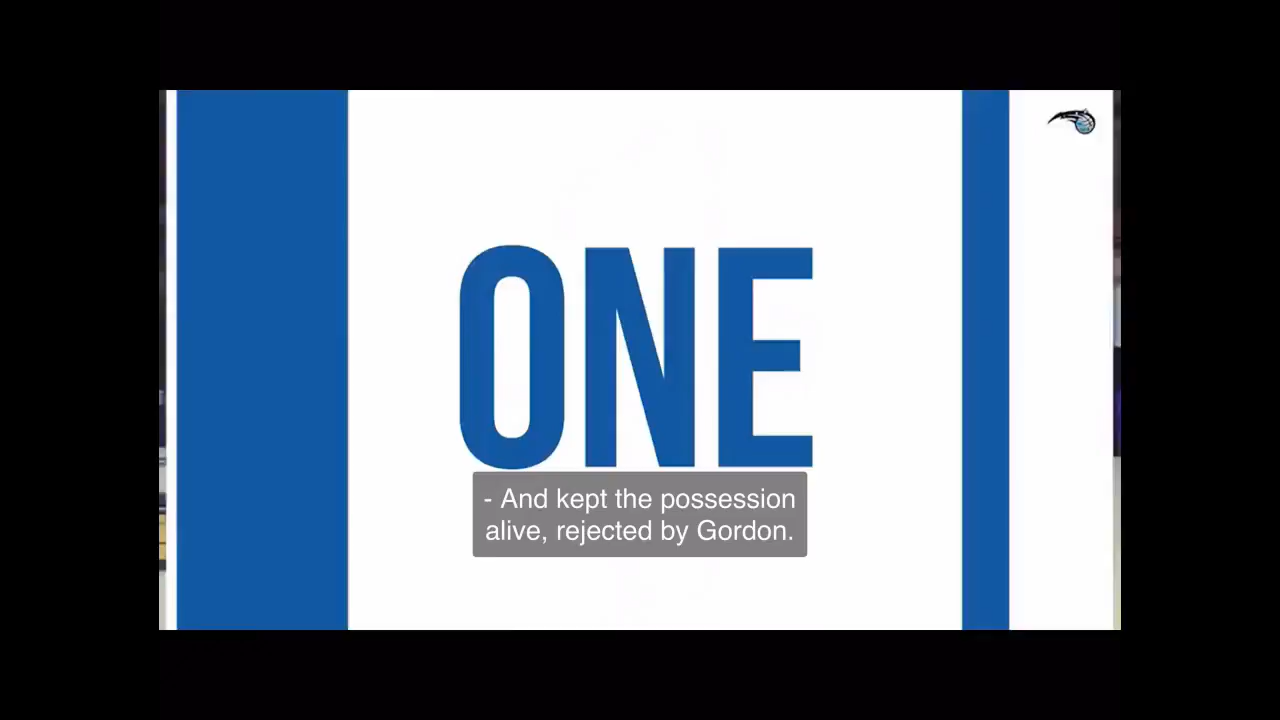 ONE
- And kept the possession
alive, rejected by Gordon.